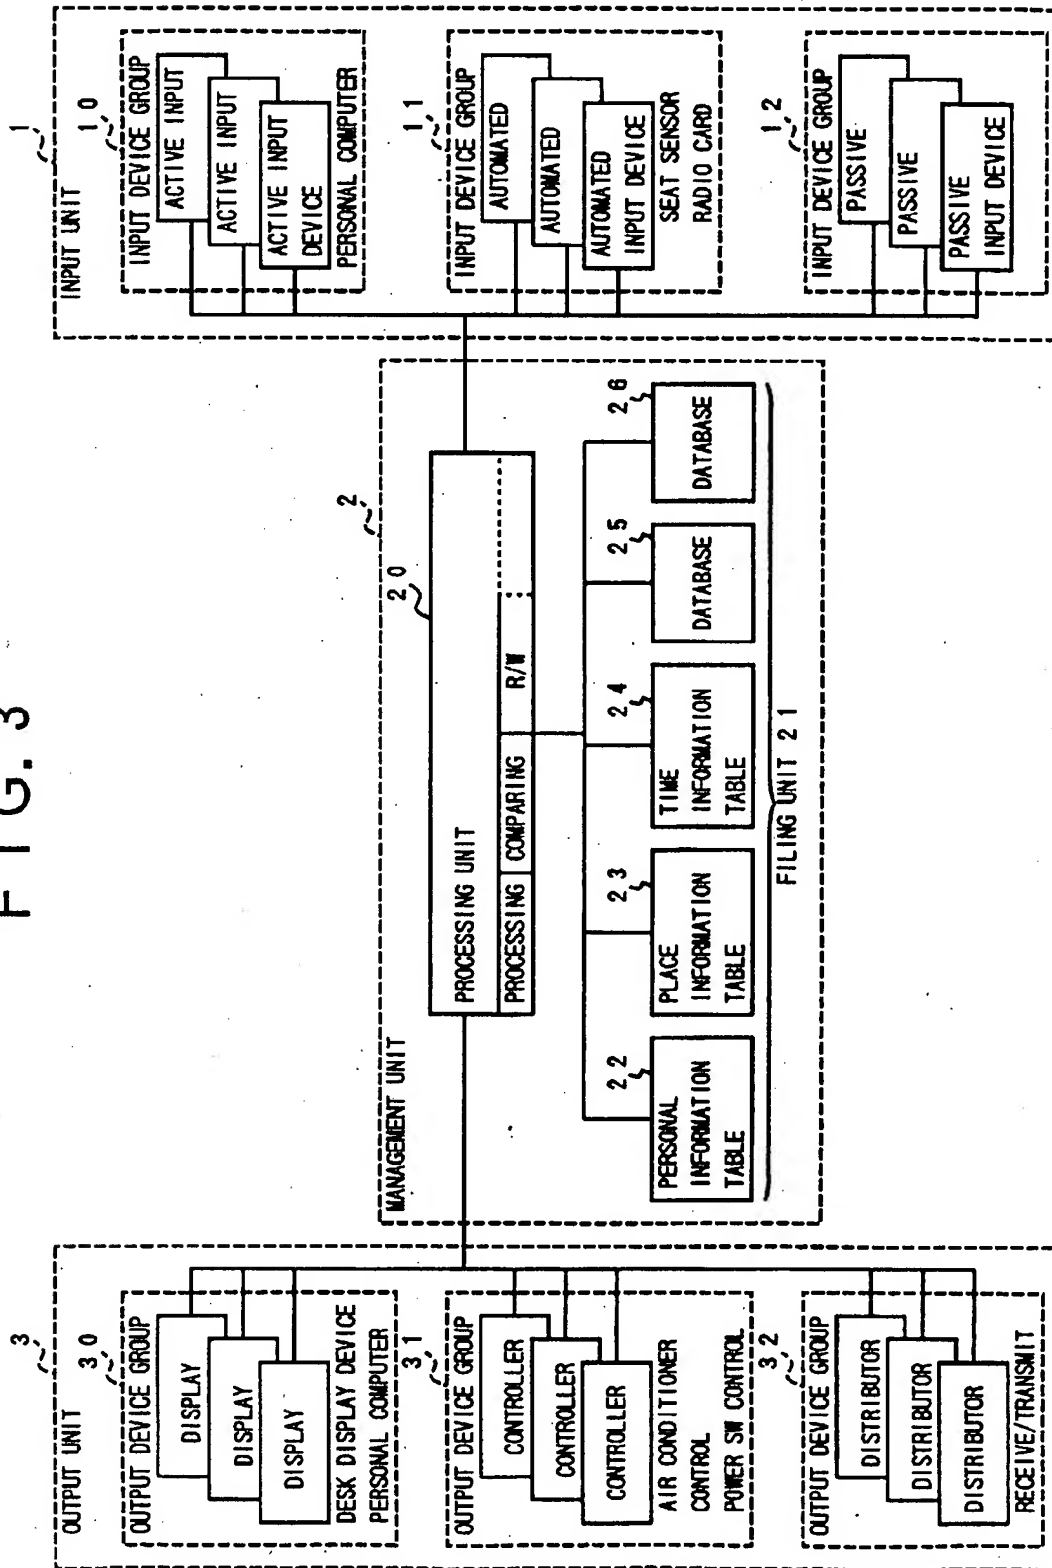 FIG. 3
OUTPUT UNIT
3
OUTPUT DEVICE GROUP
30
DISPLAY
DISPLAY
DISPLAY
DESK DISPLAY DEVICE
PERSONAL COMPUTER
OUTPUT DEVICE GROUP
31
CONTROLLER
CONTROLLER
CONTROLLER
AIR CONDITIONER
CONTROL
POWER SW CONTROL
OUTPUT DEVICE GROUP
32
DISTRIBUTOR
DISTRIBUTOR
DISTRIBUTOR
RECEIVE/TRANSMIT
MANAGEMENT UNIT
2
20
PROCESSING UNIT
PROCESSING
COMPARING
R/W
22
PERSONAL
INFORMATION
TABLE
23
PLACE
INFORMATION
TABLE
24
TIME
INFORMATION
TABLE
25
DATABASE
26
DATABASE
FILING UNIT 21
INPUT UNIT
1
INPUT DEVICE GROUP
10
ACTIVE INPUT
ACTIVE INPUT
ACTIVE INPUT
DEVICE
PERSONAL COMPUTER
INPUT DEVICE GROUP
11
AUTOMATED
AUTOMATED
AUTOMATED
INPUT DEVICE
SEAT SENSOR
RADIO CARD
INPUT DEVICE GROUP
12
PASSIVE
PASSIVE
PASSIVE
INPUT DEVICE